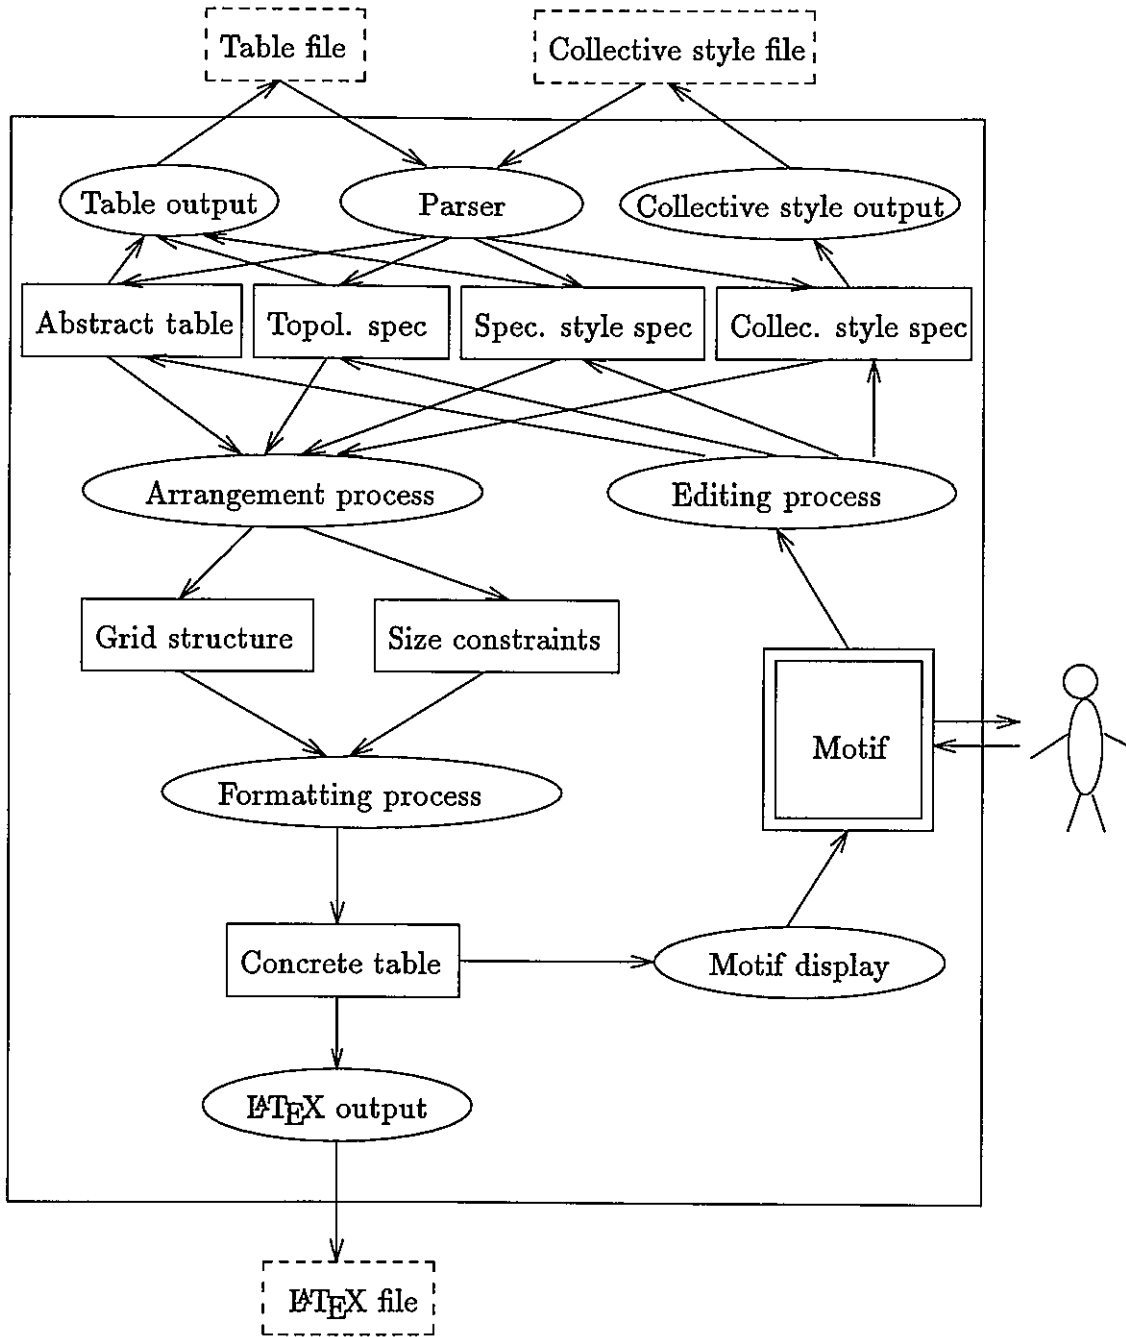 Table file
Collective style file
Table output
Parser
Collective style output
Abstract table
Topol. spec
Spec. style spec
Collec. style spec
Arrangement process
Editing process
Grid structure
Size constraints
Motif
Formatting process
Concrete table
Motif display
LATEX output
LATEX file